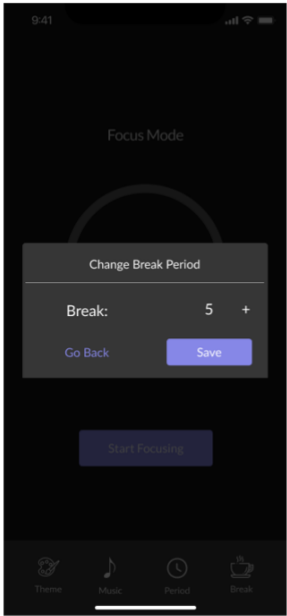 9:41
Focus Mode
Change Break Period
Break: 5 +
Go Back Save
Start Focusing
Theme Music Period Break